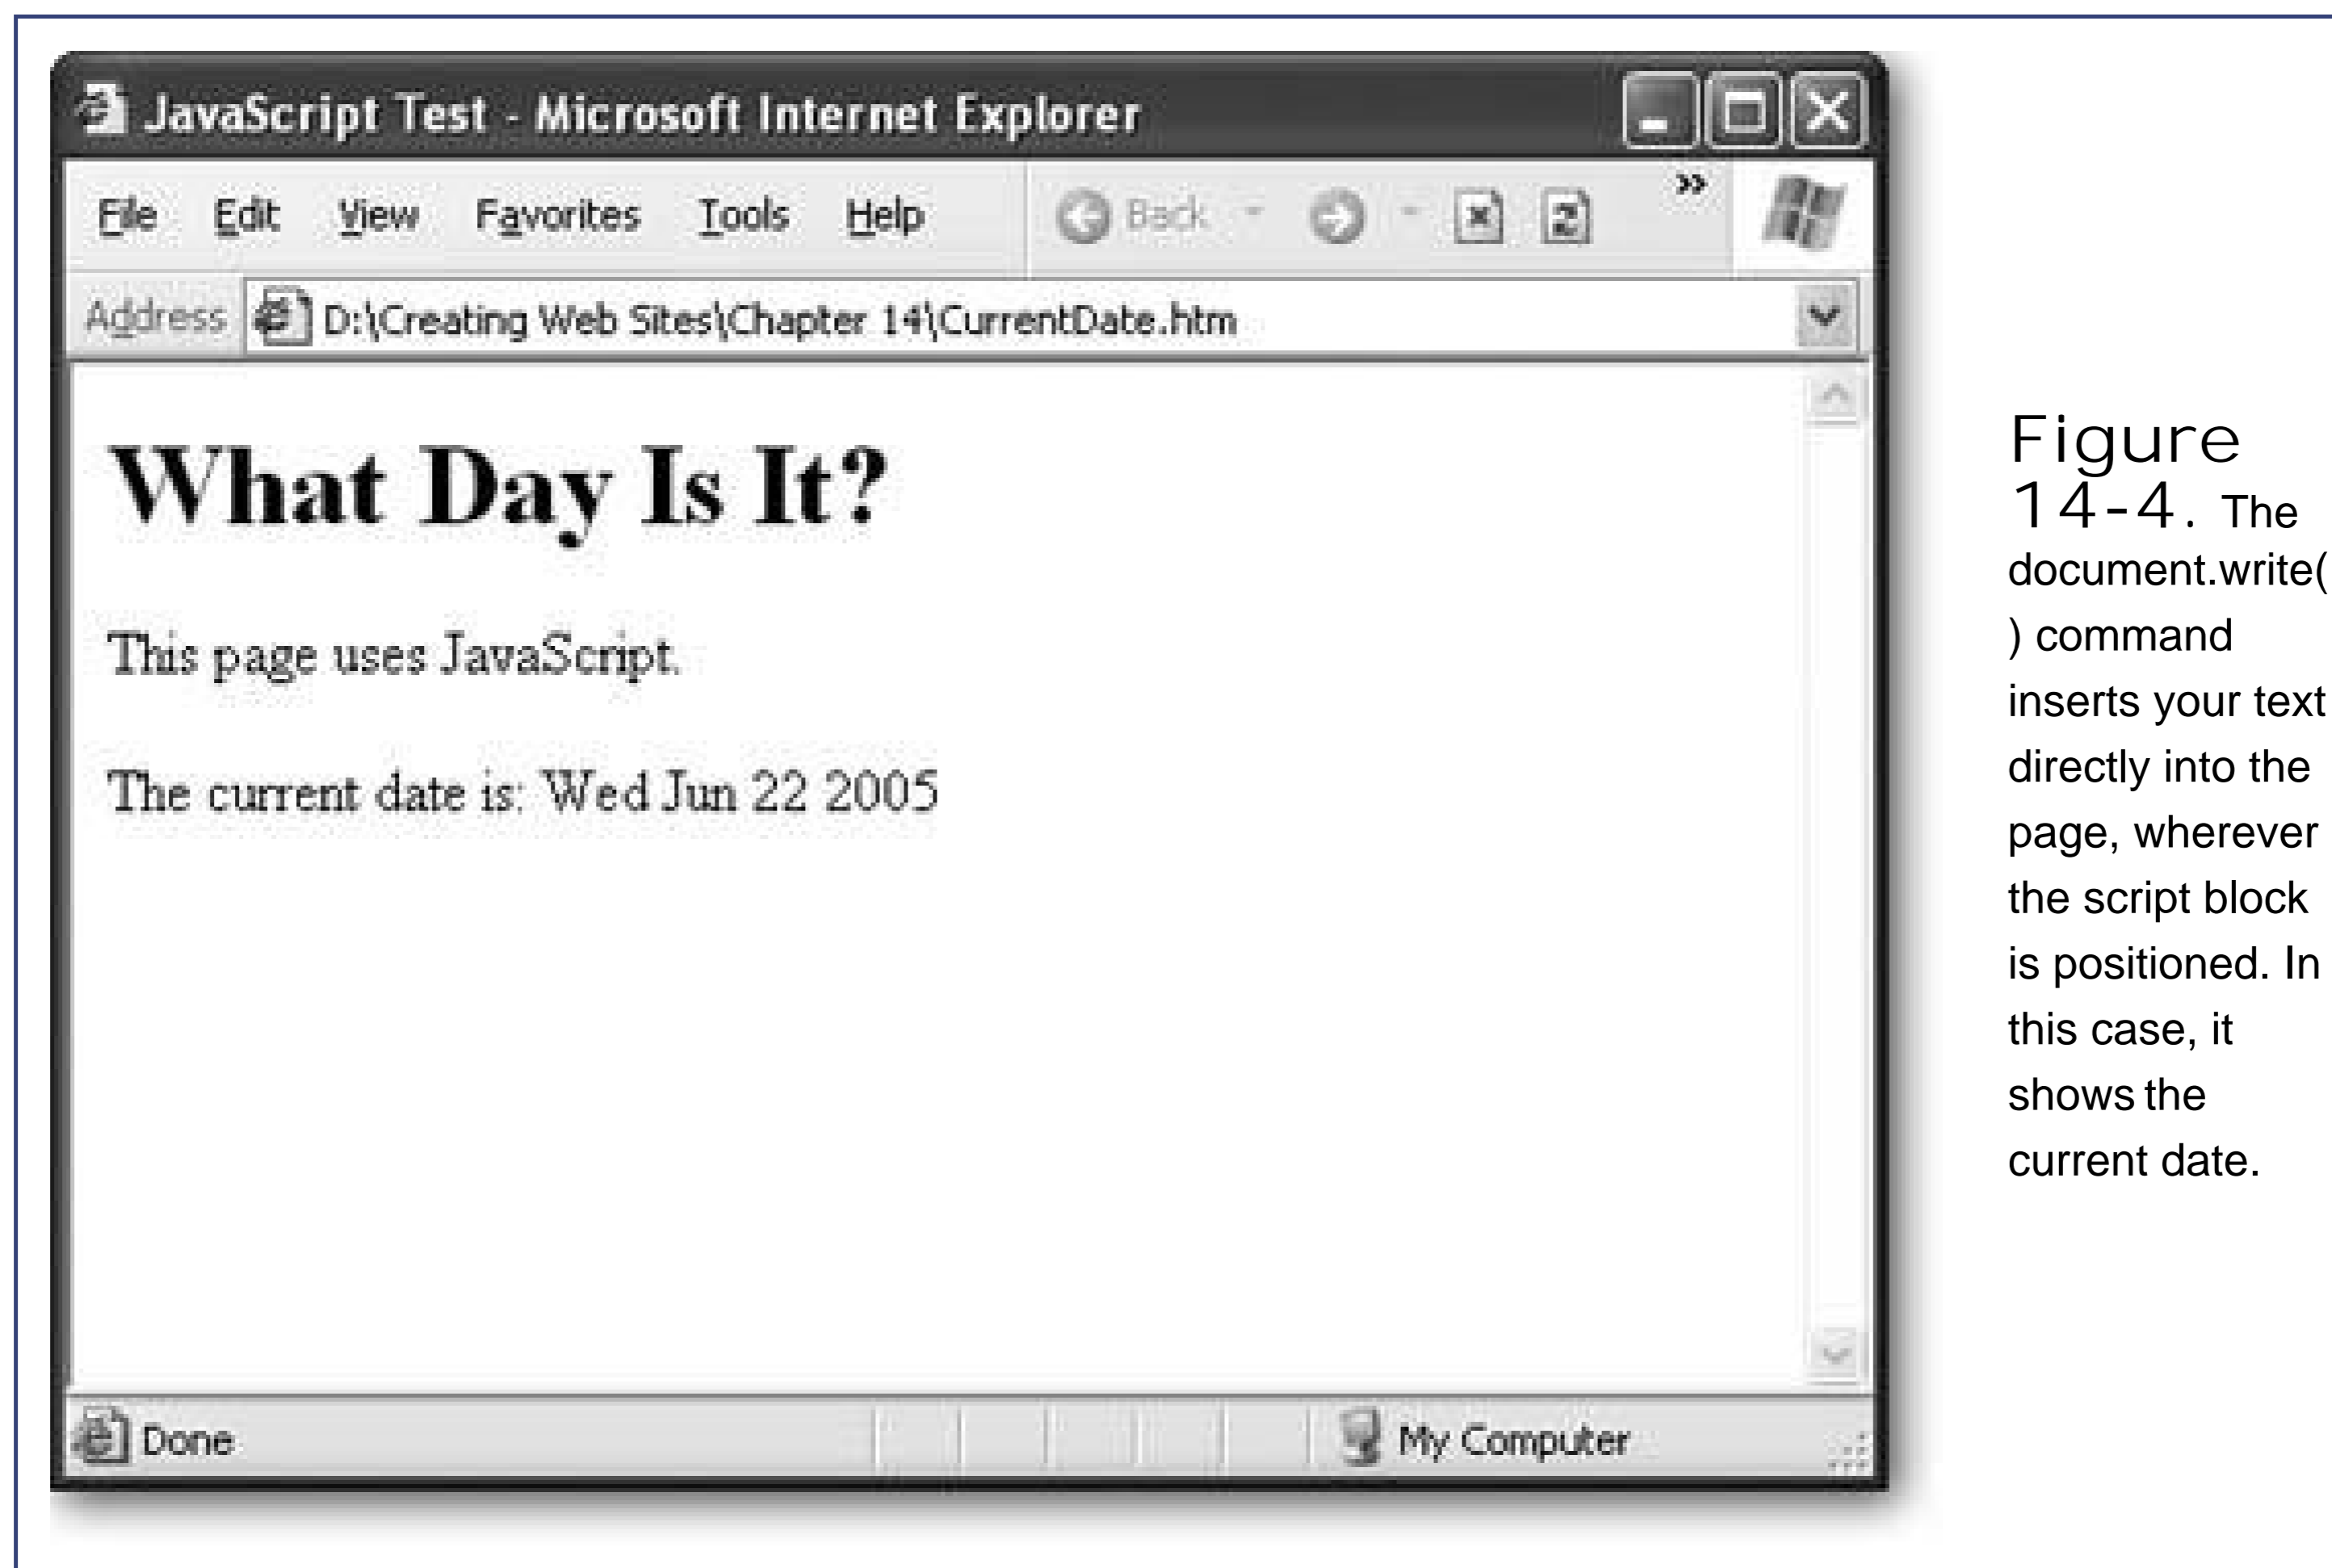 JavaScript Test - Microsoft Internet Explorer
File Edit View Favorites Tools Help Back »
Address D:\Creating Web Sites\Chapter 14\CurrentDate.htm
What Day Is It?
This page uses JavaScript.
The current date is: Wed Jun 22 2005
Done My Computer
Figure
14-4. The
document.write(
) command
inserts your text
directly into the
page, wherever
the script block
is positioned. In
this case, it
shows the
current date.